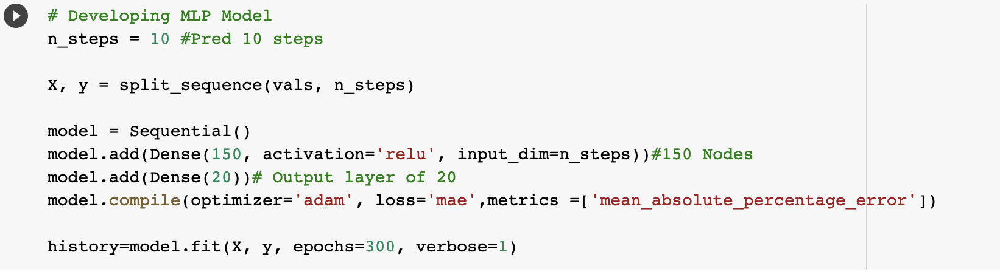 # Developing MLP Model
n_steps = 10 #Pred 10 steps
X, y = split_sequence(vals, n_steps)
model = Sequential()
model.add(Dense(150, activation='relu', input_dim=n_steps))#150 Nodes
model.add(Dense(20))# Output layer of 20
model.compile(optimizer='adam', loss='mae',metrics =['mean_absolute_percentage_error'])
history=model.fit(X, y, epochs=300, verbose=1)